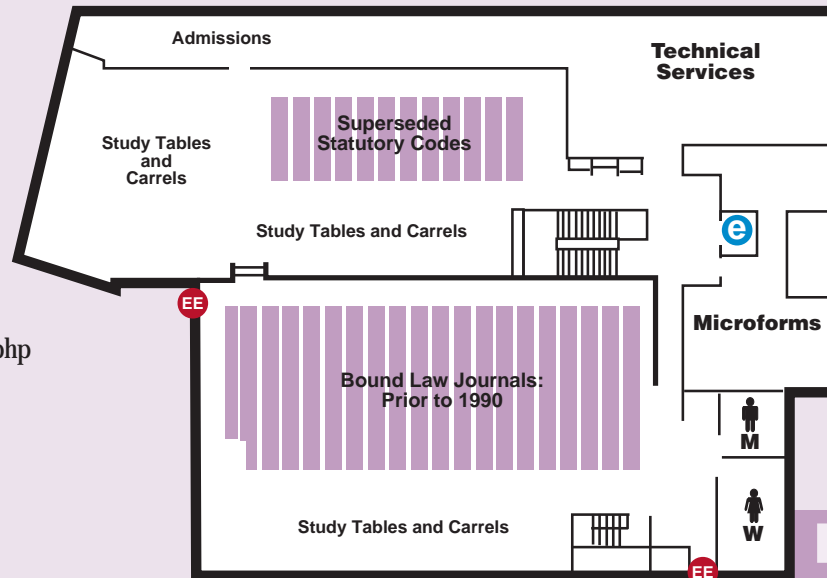 Admissions
Technical
Services
Superseded
Statutory Codes
Study Tables
and
Carrels
Study Tables and Carrels
e
EE
Microforms
php
Bound Law Journals:
Prior to 1990
M
Study Tables and Carrels
W
EE